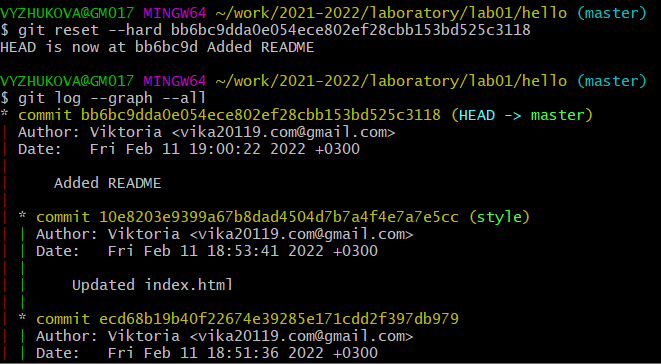 VYZHUKOVA@GM017 MINGW64 ~/work/2021-2022/laboratory/lab01/hello (master)
$ git reset --hard bb6bc9dda0e054ece802ef28cbb153bd525c3118
HEAD is now at bb6bc9d Added README
VYZHUKOVA@GM017 MINGW64 ~/work/2021-2022/laboratory/lab01/hello (master)
$ git log --graph --all
* commit bb6bc9dda0e054ece802ef28cbb153bd525c3118 (HEAD -> master)
| Author: Viktoria <vika20119.com@gmail.com>
| Date:   Fri Feb 11 19:00:22 2022 +0300
|
|     Added README
|
| * commit 10e8203e9399a67b8dad4504d7b7a4f4e7a7e5cc (style)
| | Author: Viktoria <vika20119.com@gmail.com>
| | Date:   Fri Feb 11 18:53:41 2022 +0300
| |
| |     Updated index.html
| |
| * commit ecd68b19b40f22674e39285e171cdd2f397db979
| | Author: Viktoria <vika20119.com@gmail.com>
| | Date:   Fri Feb 11 18:51:36 2022 +0300